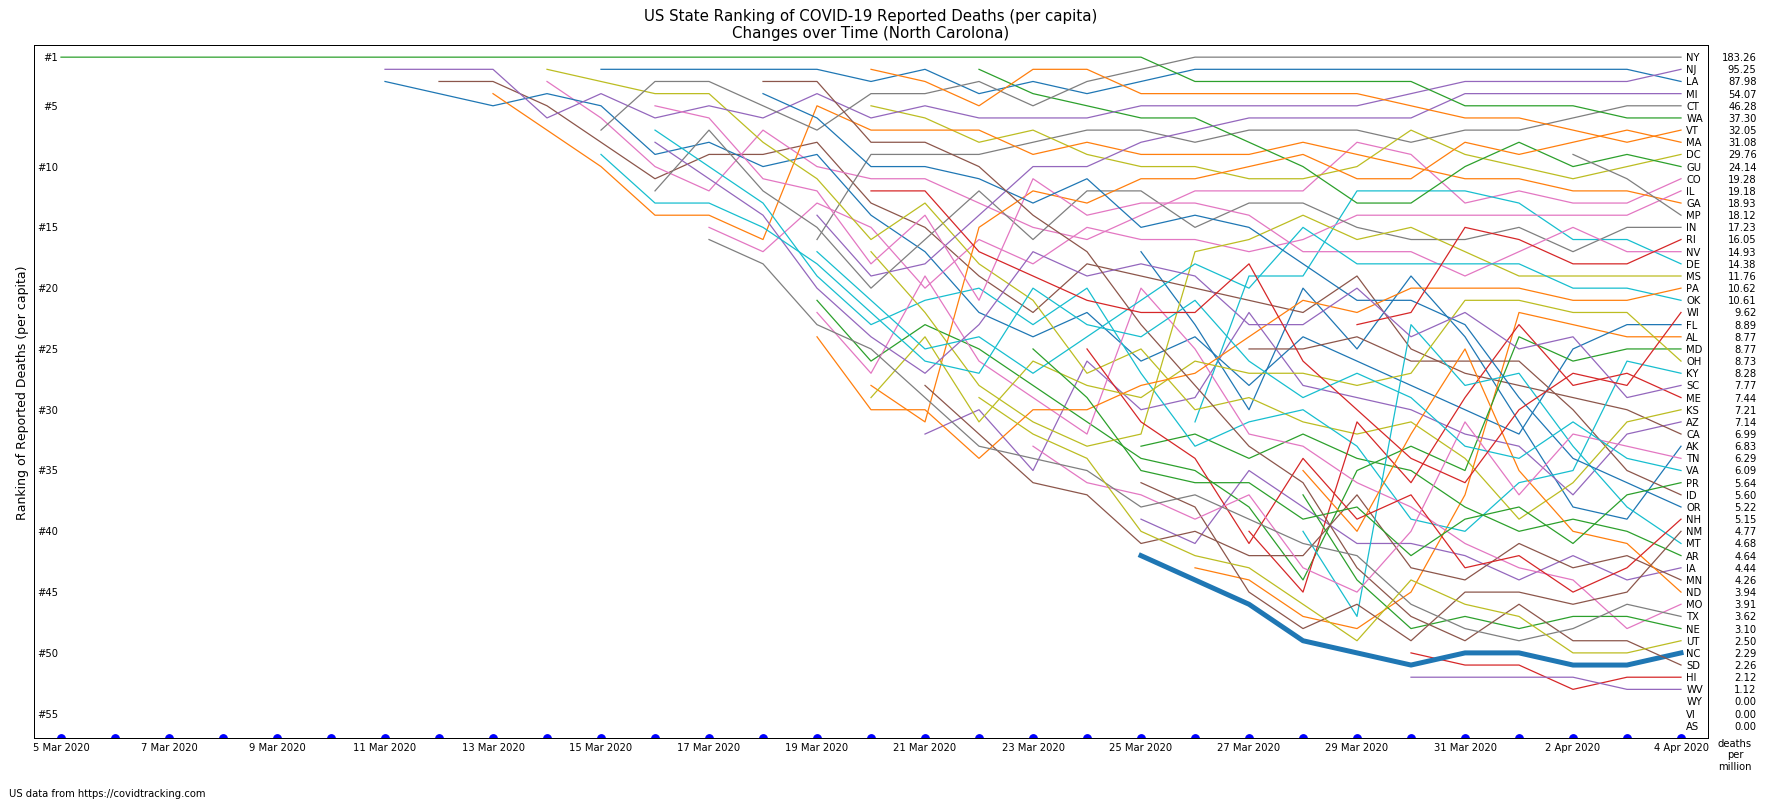 US State Ranking of COVID-19 Reported Deaths (per capita)
Changes over Time (North Carolona)
Ranking of Reported Deaths (per capita)
#1
#5
#10
#15
#20
#25
#30
#35
#40
#45
#50
#55
NY 183.26
NJ 95.25
LA 87.98
MI 54.07
CT 46.28
WA 37.30
VT 32.05
MA 31.08
DC 29.76
GU 24.14
CO 19.28
IL 19.18
GA 18.93
MP 18.12
IN 17.23
RI 16.05
NV 14.93
DE 14.38
MS 11.76
PA 10.62
OK 10.61
WI 9.62
FL 8.89
AL 8.77
MD 8.77
OH 8.73
KY 8.28
SC 7.77
ME 7.44
KS 7.21
AZ 7.14
CA 6.99
AK 6.83
TN 6.29
VA 6.09
PR 5.64
ID 5.60
OR 5.22
NH 5.15
NM 4.77
MT 4.68
AR 4.64
IA 4.44
MN 4.26
ND 3.94
MO 3.91
TX 3.62
NE 3.10
UT 2.50
NC 2.29
SD 2.26
HI 2.12
WV 1.12
WY 0.00
VI 0.00
AS 0.00
5 Mar 2020 7 Mar 2020 9 Mar 2020 11 Mar 2020 13 Mar 2020 15 Mar 2020 17 Mar 2020 19 Mar 2020 21 Mar 2020 23 Mar 2020 25 Mar 2020 27 Mar 2020 29 Mar 2020 31 Mar 2020 2 Apr 2020 4 Apr 2020
deaths
per
million
US data from https://covidtracking.com